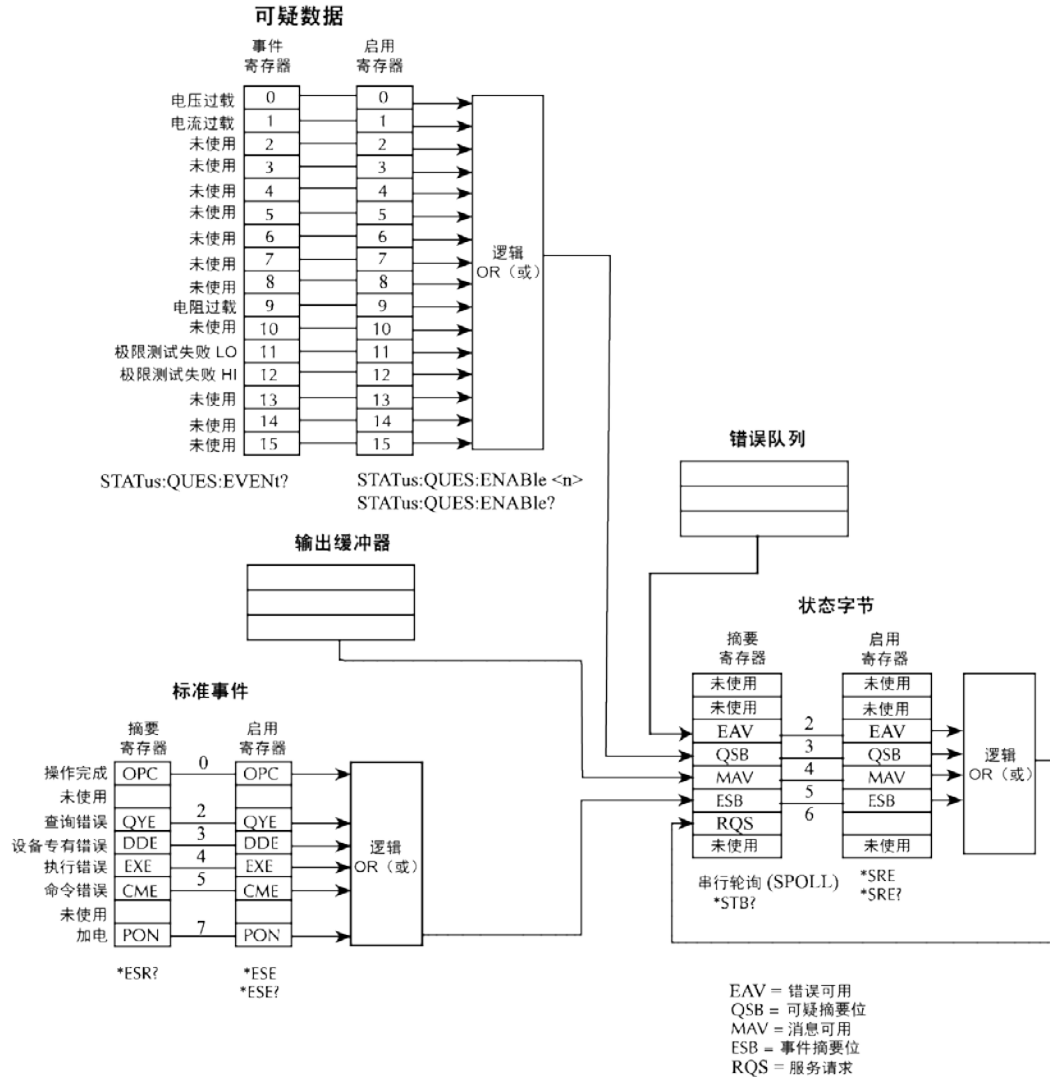 可疑数据
事件
寄存器
启用
寄存器
电压过载 0 0
电流过载 1 1
未使用 2 2
未使用 3 3
未使用 4 4
未使用 5 5
未使用 6 6
未使用 7 7
未使用 8 8
电阻过载 9 9
未使用 10 10
极限测试失败 LO 11 11
极限测试失败 HI 12 12
未使用 13 13
未使用 14 14
未使用 15 15
逻辑
OR（或）
STATus:QUES:EVENt?
STATus:QUES:ENABle <n>
STATus:QUES:ENABle?
错误队列
输出缓冲器
标准事件
摘要
寄存器
启用
寄存器
操作完成 OPC 0 OPC
未使用
查询错误 QYE 2 QYE
设备专有错误 DDE 3 DDE
执行错误 EXE 4 EXE
命令错误 CME 5 CME
未使用
加电 PON 7 PON
逻辑
OR（或）
*ESR?
*ESE
*ESE?
状态字节
摘要
寄存器
启用
寄存器
未使用 未使用
未使用 未使用
EAV 2 EAV
QSB 3 QSB
MAV 4 MAV
ESB 5 ESB
RQS 6
未使用 未使用
逻辑
OR（或）
串行轮询 (SPOLL)
*STB?
*SRE
*SRE?
EAV = 错误可用
QSB = 可疑摘要位
MAV = 消息可用
ESB = 事件摘要位
RQS = 服务请求